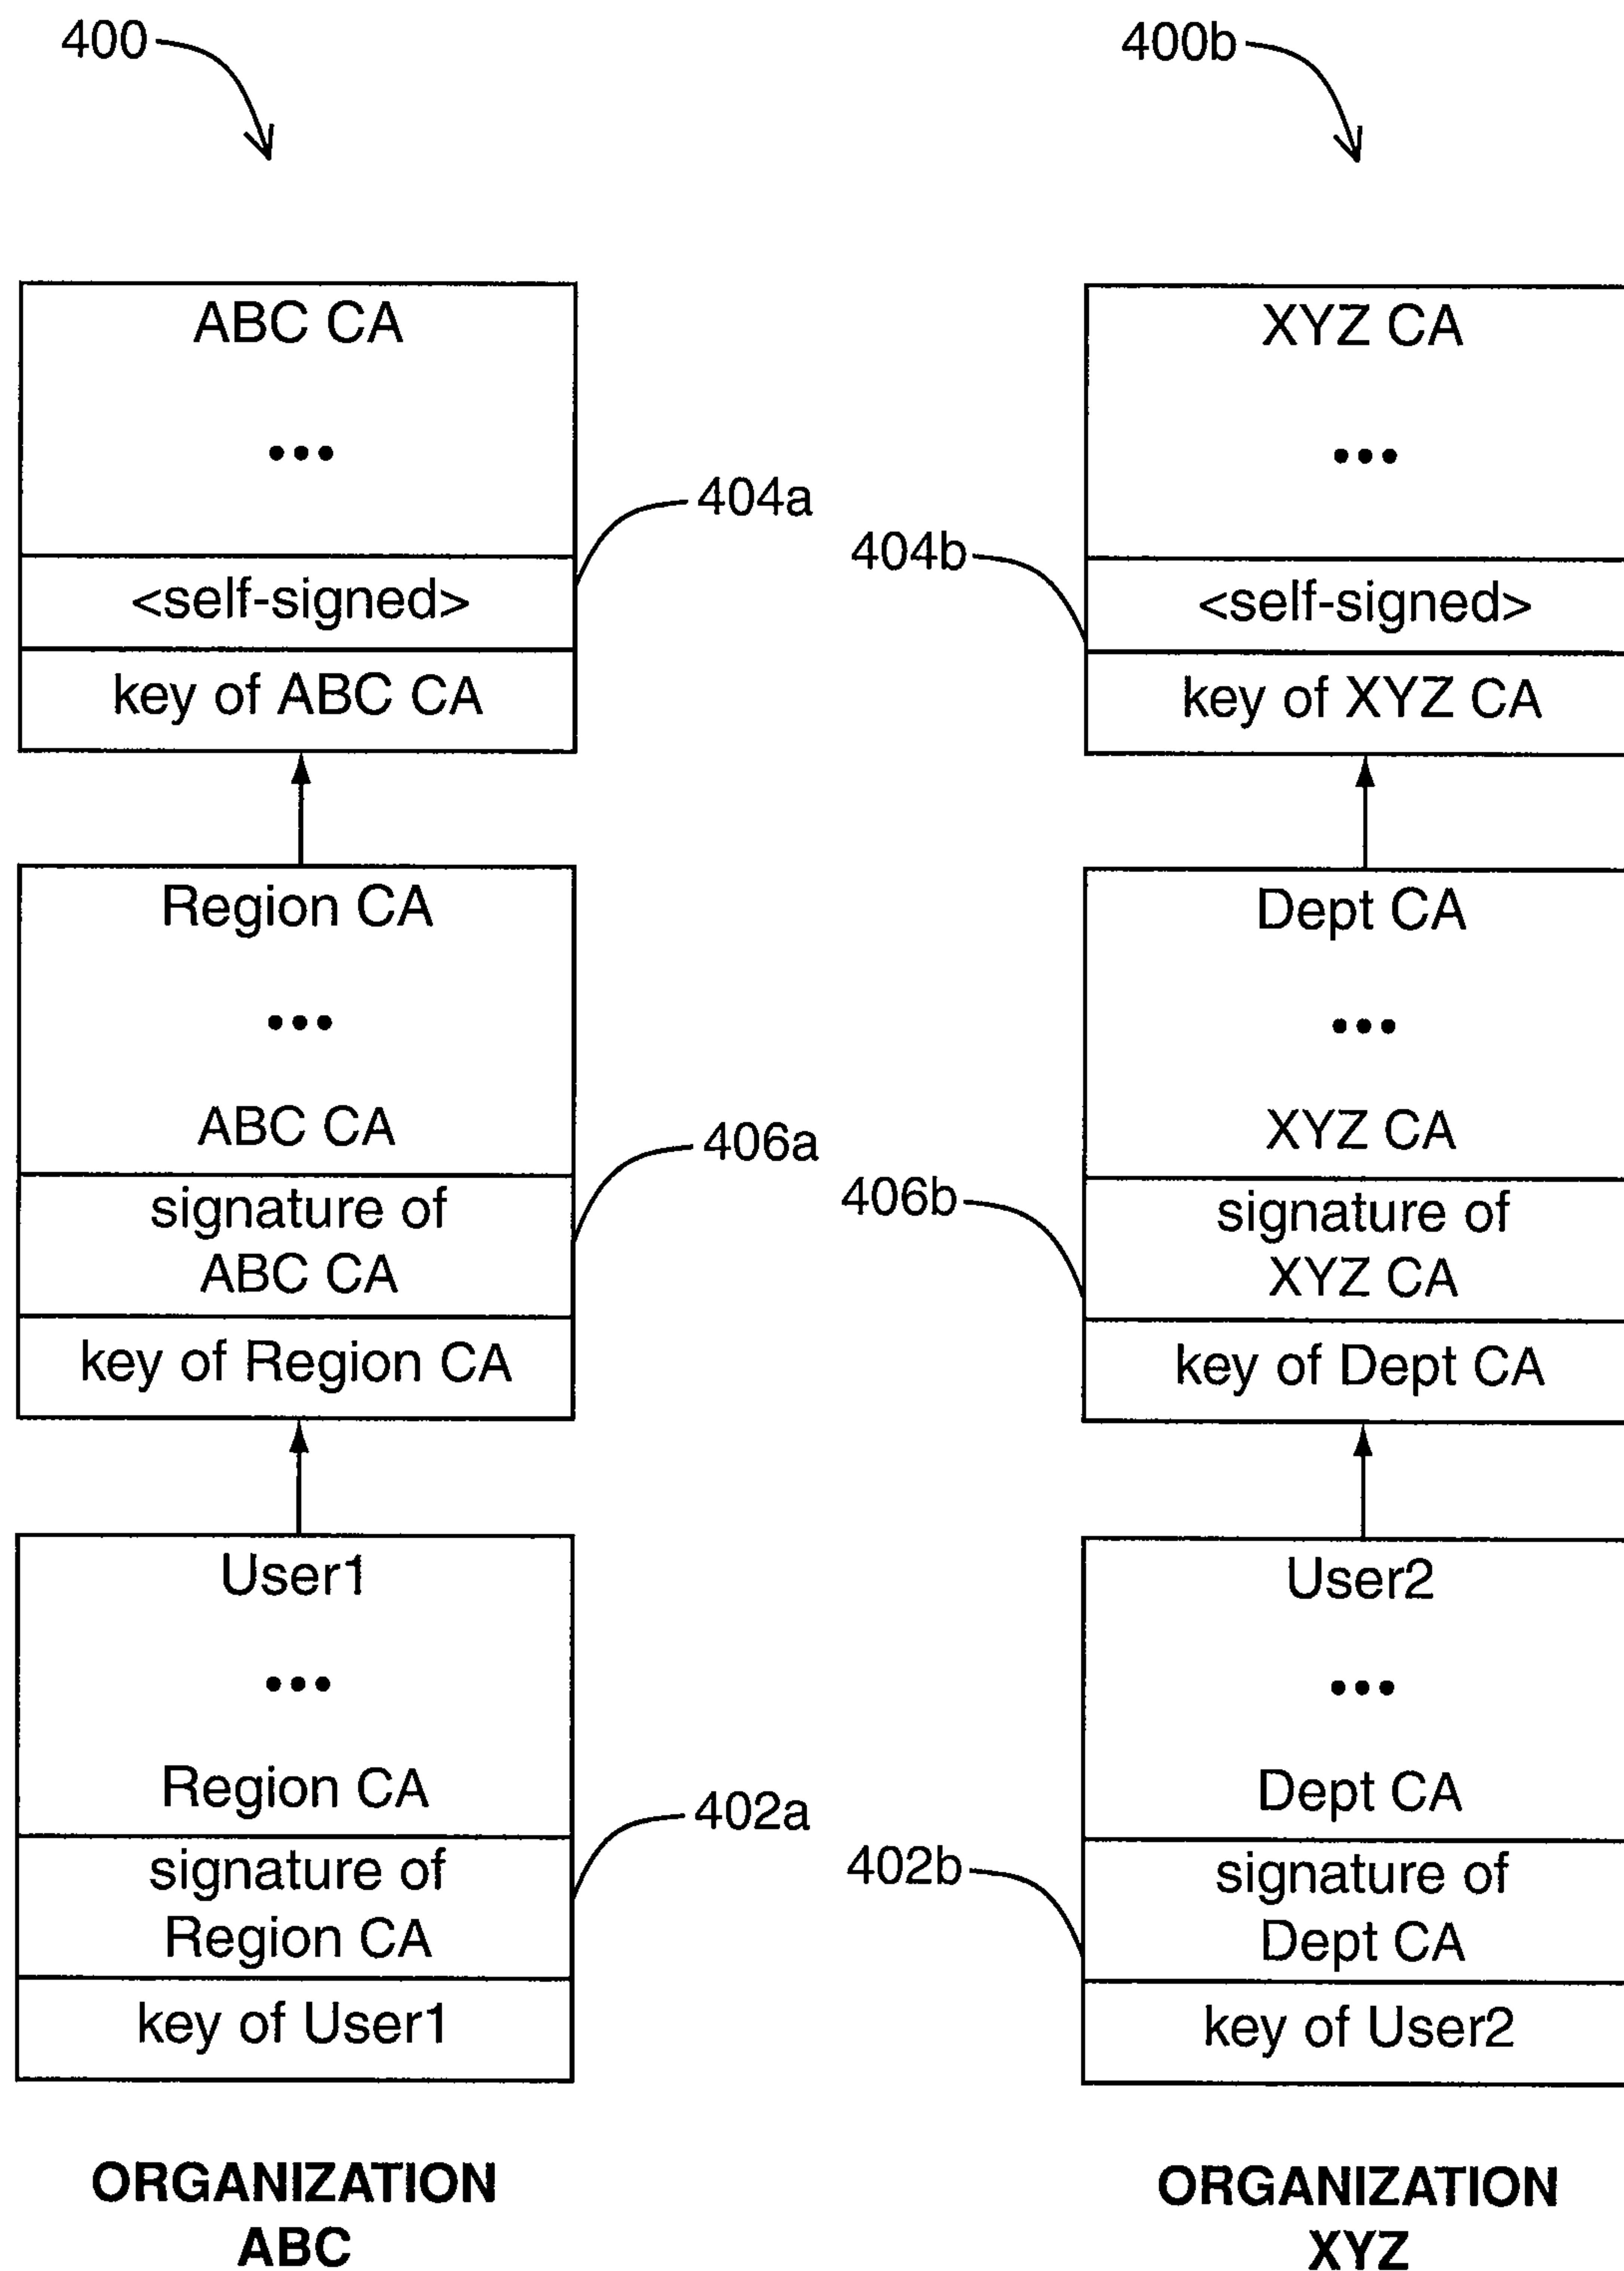 400
ABC CA
...
<self-signed>
key of ABC CA
404a
Region CA
...
ABC CA
signature of
ABC CA
key of Region CA
406a
User1
...
Region CA
signature of
Region CA
key of User1
402a
ORGANIZATION
ABC
400b
XYZ CA
...
<self-signed>
key of XYZ CA
404b
Dept CA
...
XYZ CA
signature of
XYZ CA
key of Dept CA
406b
User2
...
Dept CA
signature of
Dept CA
key of User2
402b
ORGANIZATION
XYZ